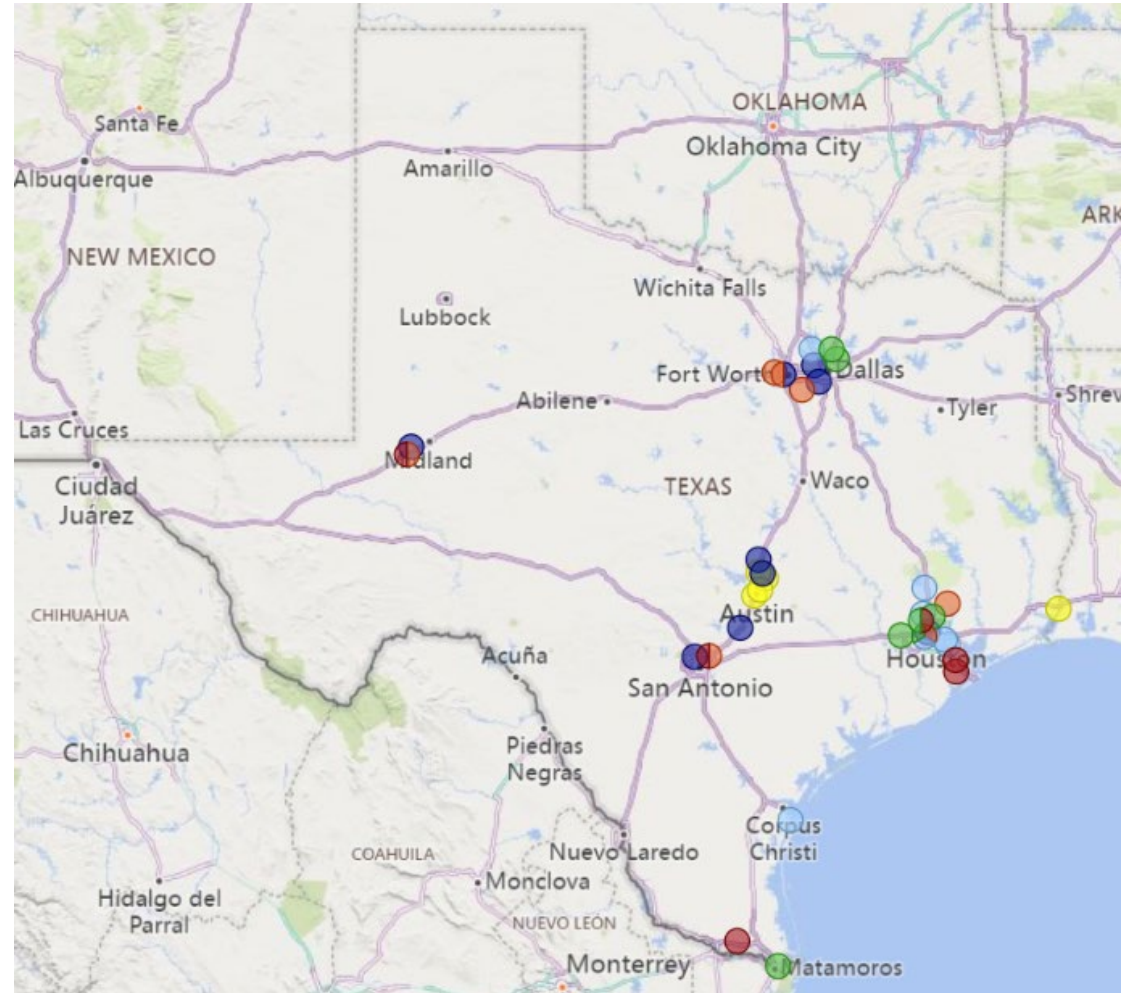 OKLAHOMA
Santa Fe
Oklahoma City
Amarillo
Albuquerque
ARK
NEW MEXICO
Wichita Falls
Lubbock
Fort Wort
Dallas
Abilene
Shrev
Tyler
Las Cruces
Midland
Waco
TEXAS
Ciudad
Juárez
CHIHUAHUA
Austin
Acuña
Houston
San Antonio
Piedras
Negras
Chihuahua
Corpus
Christi
COAHUILA
Nuevo Laredo
Monclova
Hidalgo del
Parral
NUEVO LEÓN
Monterrey
Matamoros